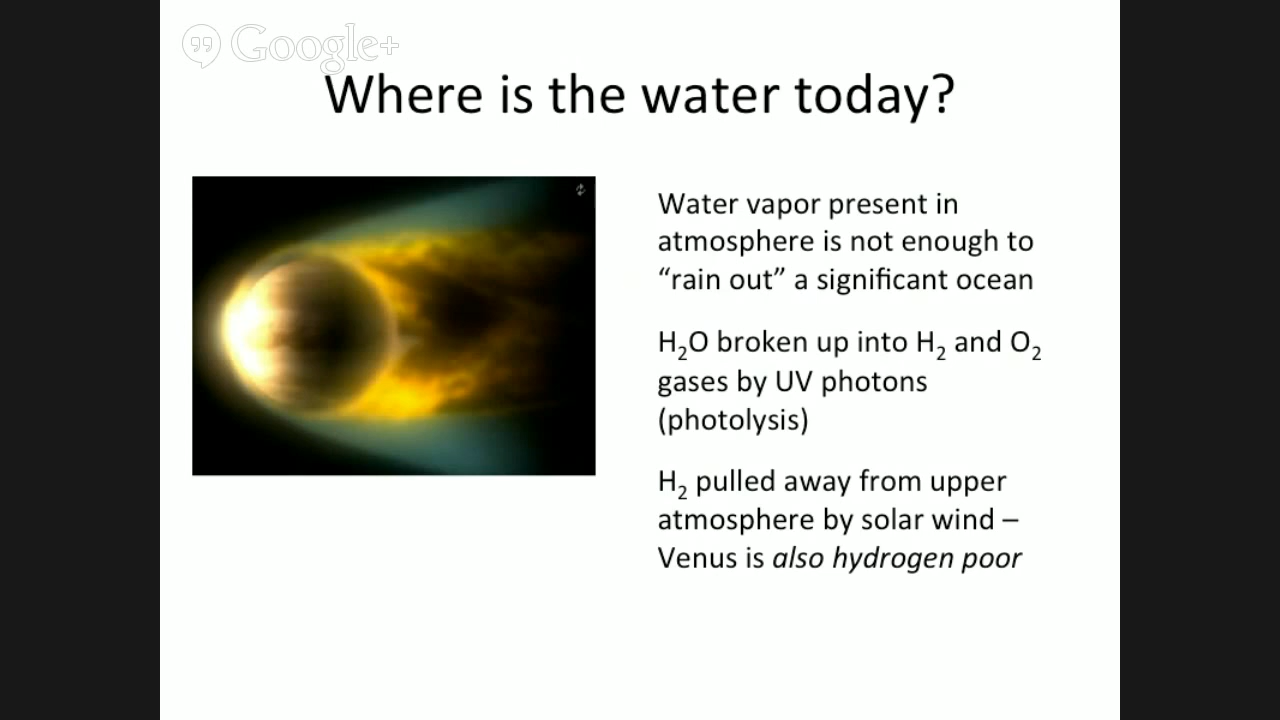 Google+
Where is the water today?
Water vapor present in
atmosphere is not enough to
“rain out” a significant ocean
H₂O broken up into H₂ and O₂
gases by UV photons
(photolysis)
H₂ pulled away from upper
atmosphere by solar wind –
Venus is also hydrogen poor